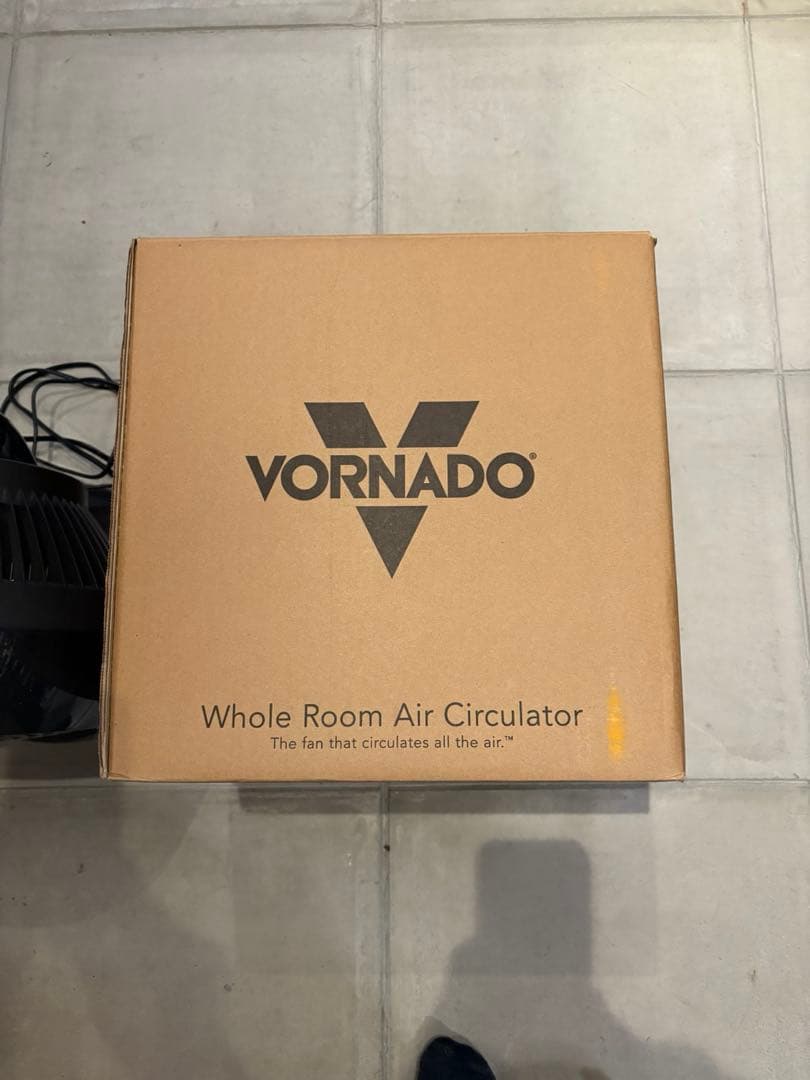 VORNADO®
Whole Room Air Circulator
The fan that circulates all the air.™